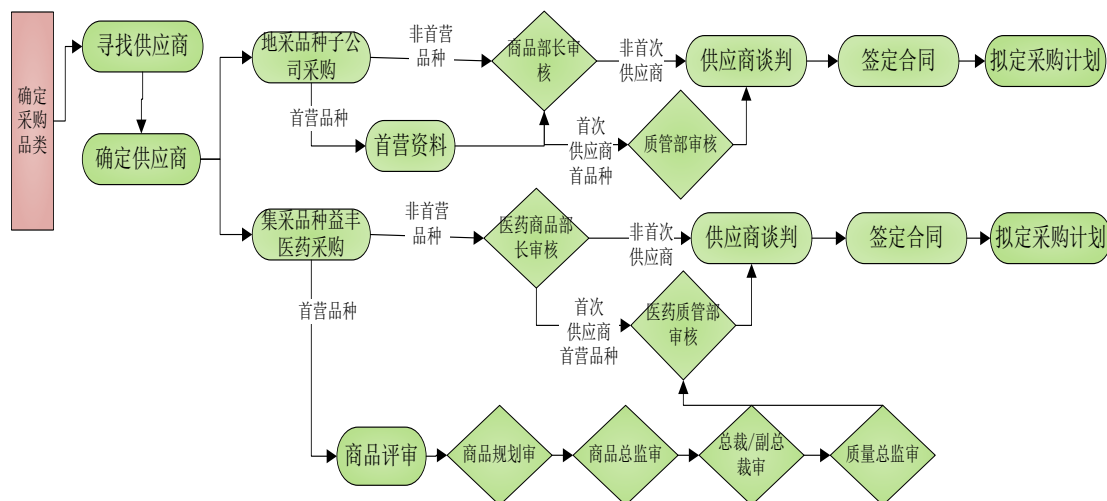 确定
采购
品类
寻找供应商
确定供应商
地采品种子公
司采购
非首营
品种
商品部长审
核
非首次
供应商
供应商谈判
签定合同
拟定采购计划
首营品种
首营资料
首次
供应商
首品种
质管部审核
集采品种益丰
医药采购
非首营
品种
医药商品部
长审核
非首次
供应商
供应商谈判
签定合同
拟定采购计划
首营品种
首次
供应商
首营品种
医药质管部
审核
商品评审
商品规划审
商品总监审
总裁/副总
裁审
质量总监审